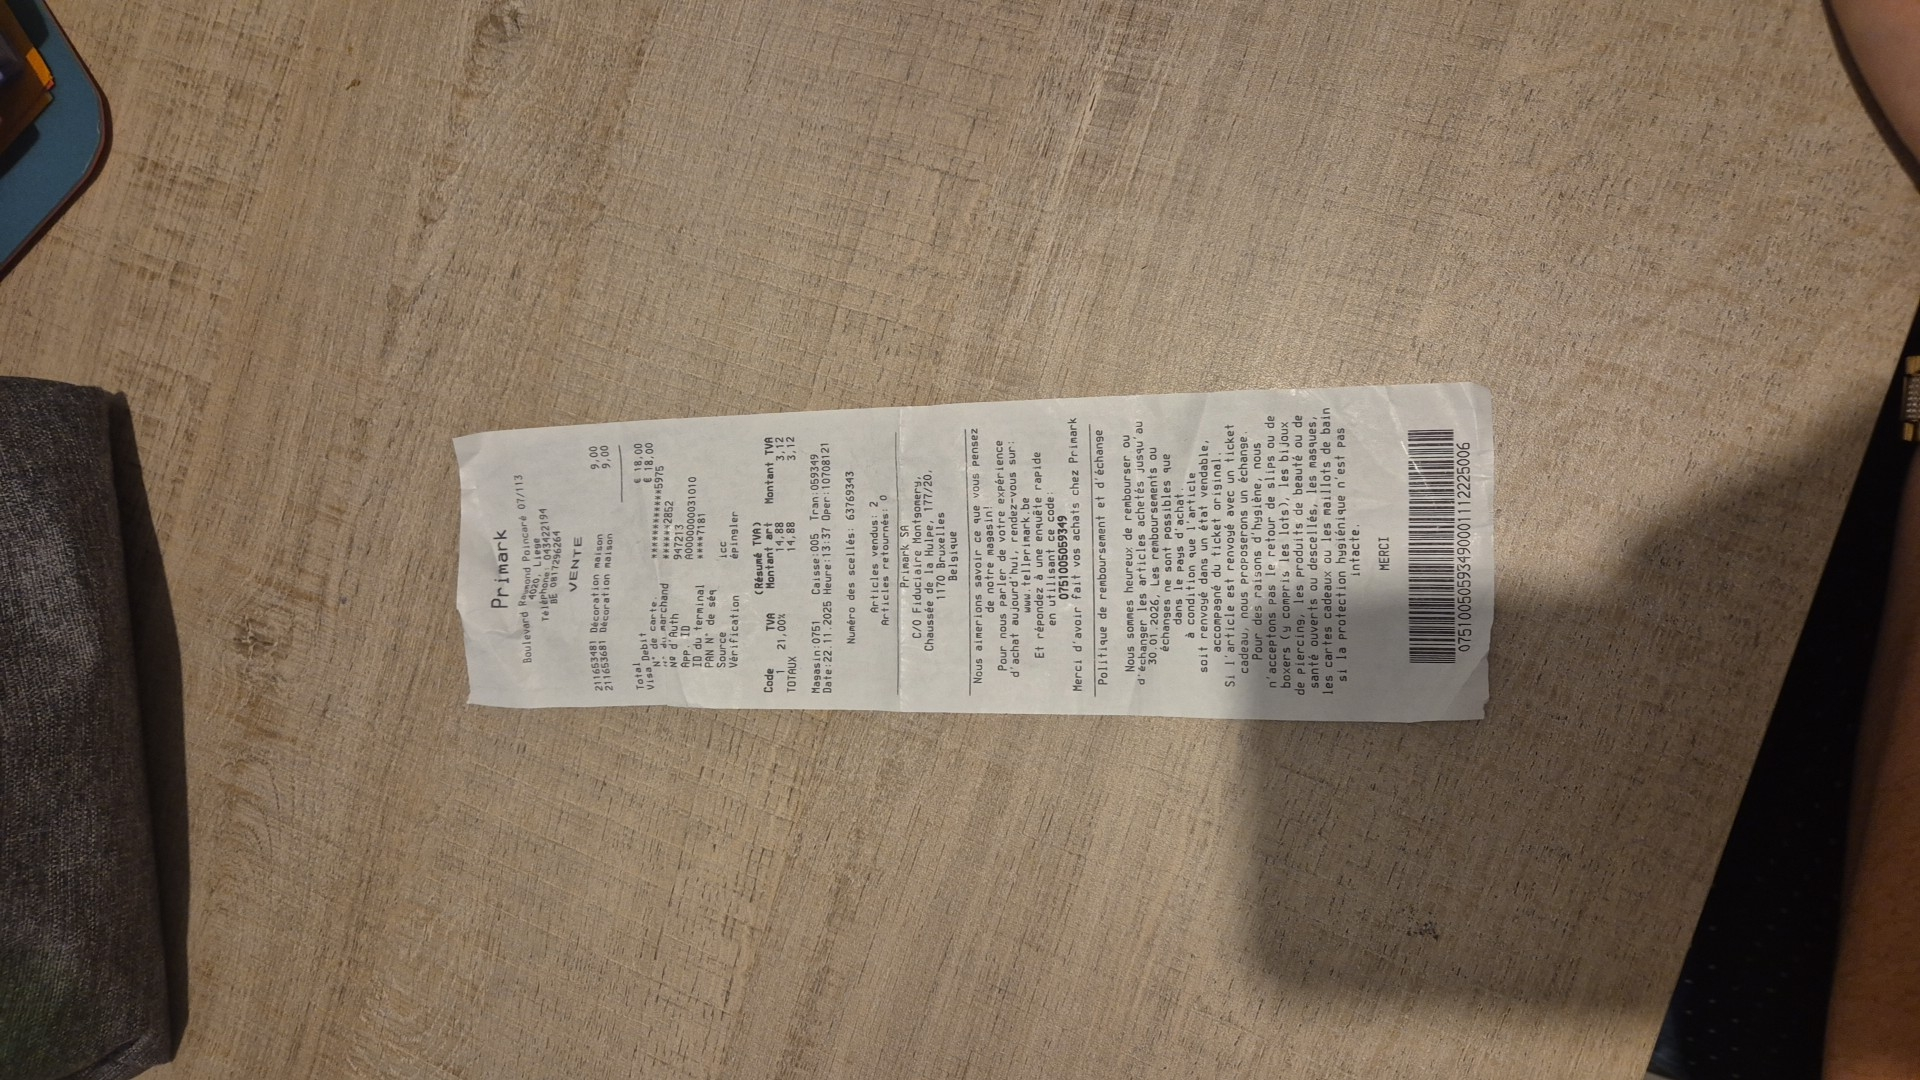 Primark
Boulevard Raymond Poincaré 07/113
4020, Liege
Téléphone: 043422194
BE 0817296264
VENTE
211653481 Décoration maison 9,00
211653681 Décoration maison 9,00
Total € 18,00
Visa Debit € 18,00
N° de carte. ************5975
n° du marchand *****2852
Nº d'Auth 947213
App. ID A0000000031010
ID du terminal ****7181
PAN N° de séq
Source icc
Vérification épingler
(Résumé TVA)
Code TVA Montant art Montant TVA
1 21,00% 14,88 3,12
TOTAUX 14,88 3,12
Magasin:0751 Caisse:005 Tran:059349
Date:22.11.2025 Heure:13:37 Oper:10708121
Numéro des scellés: 63769343
Articles vendus: 2
Articles retournés: 0
Primark SA
C/O Fiduciaire Montgomery,
Chaussée de la Hulpe, 177/20,
1170 Bruxelles
Belgique
Nous aimerions savoir ce que vous pensez
de notre magasin!
Pour nous parler de votre expérience
d'achat aujourd'hui, rendez-vous sur:
www.tellprimark.be
Et répondez à une enquête rapide
en utilisant ce code:
0751005059349
Merci d'avoir fait vos achats chez Primark
Politique de remboursement et d'échange
Nous sommes heureux de rembourser ou
d'échanger les articles achetés jusqu'au
30.01.2026, Les remboursements ou
échanges ne sont possibles que
dans le pays d'achat
à condition que l'article
soit renvoyé dans un état vendable,
accompagné du ticket original.
Si l'article est renvoyé avec un ticket
cadeau, nous proposerons un échange.
Pour des raisons d'hygiène, nous
n'acceptons pas le retour de slips ou de
boxers (y compris les lots), les bijoux
de piercing, les produits de beauté ou de
santé ouverts ou descellés, les masques,
les cartes cadeaux ou les maillots de bain
si la protection hygiénique n'est pas
intacte.
MERCI
07510050593490001112225006